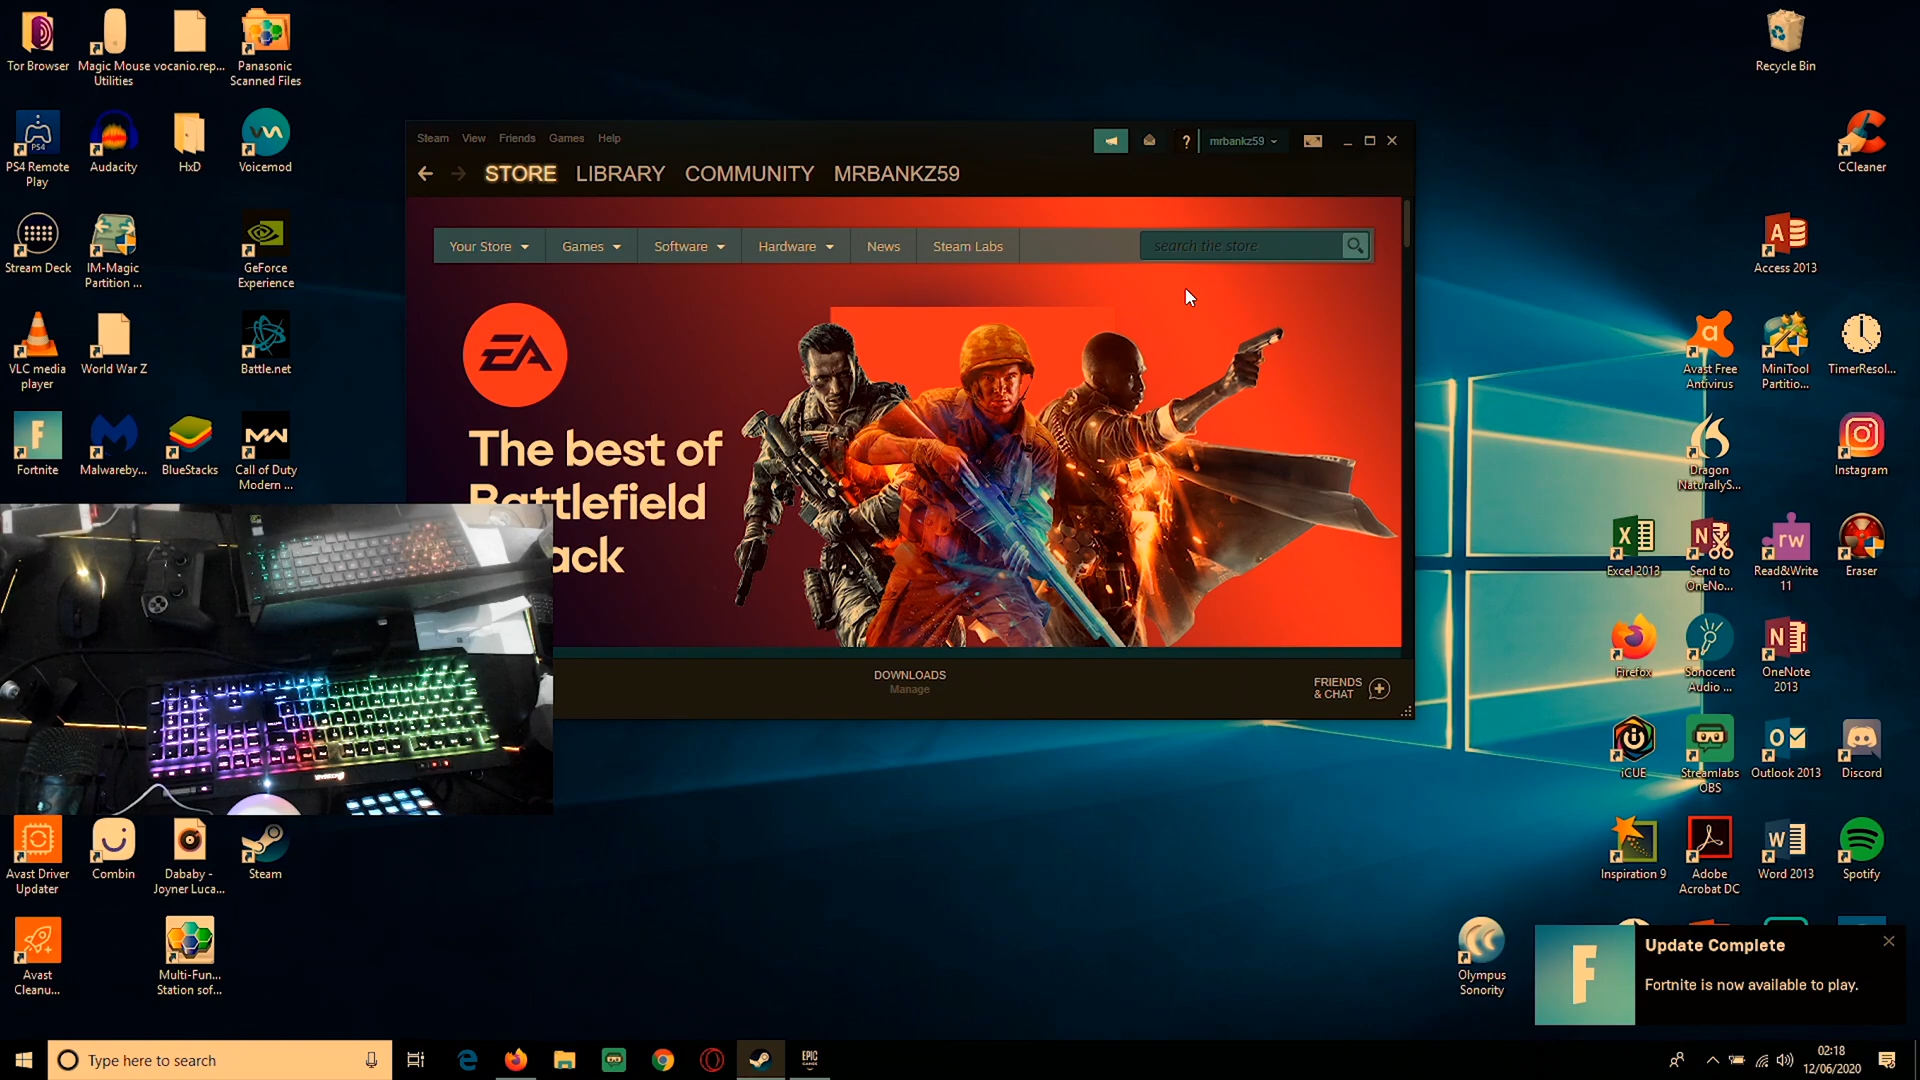 Tor Browser
Magic Mouse
Utilities
vocanio.rep...
Panasonic
Scanned Files
PS4 Remote
Play
Audacity
HxD
Voicemod
Stream Deck
IM-Magic
Partition ...
GeForce
Experience
VLC media
player
World War Z
Battle.net
Fortnite
Malwareby...
BlueStacks
Call of Duty
Modern ...
Steam View Friends Games Help
mrbankz59
STORE LIBRARY COMMUNITY MRBANKZ59
Your Store
Games
Software
Hardware
News
Steam Labs
search the store
EA
The best of
Battlefield
ack
DOWNLOADS
Manage
FRIENDS
& CHAT
Recycle Bin
CCleaner
Access 2013
Avast Free
Antivirus
MiniTool
Partitio...
TimerResol...
Dragon
NaturallyS...
Instagram
Excel 2013
Send to
OneNo...
Read&Write
11
Eraser
Firefox
Sonocent
Audio ...
OneNote
2013
iCUE
Streamlabs
OBS
Outlook 2013
Discord
Inspiration 9
Adobe
Acrobat DC
Word 2013
Spotify
Avast Driver
Updater
Combin
Dababy -
Joyner Luca...
Steam
Avast
Cleanu...
Multi-Fun...
Station sof...
Olympus
Sonority
Update Complete
Fortnite is now available to play.
Type here to search
EPIC
GAMES
02:18
12/06/2020